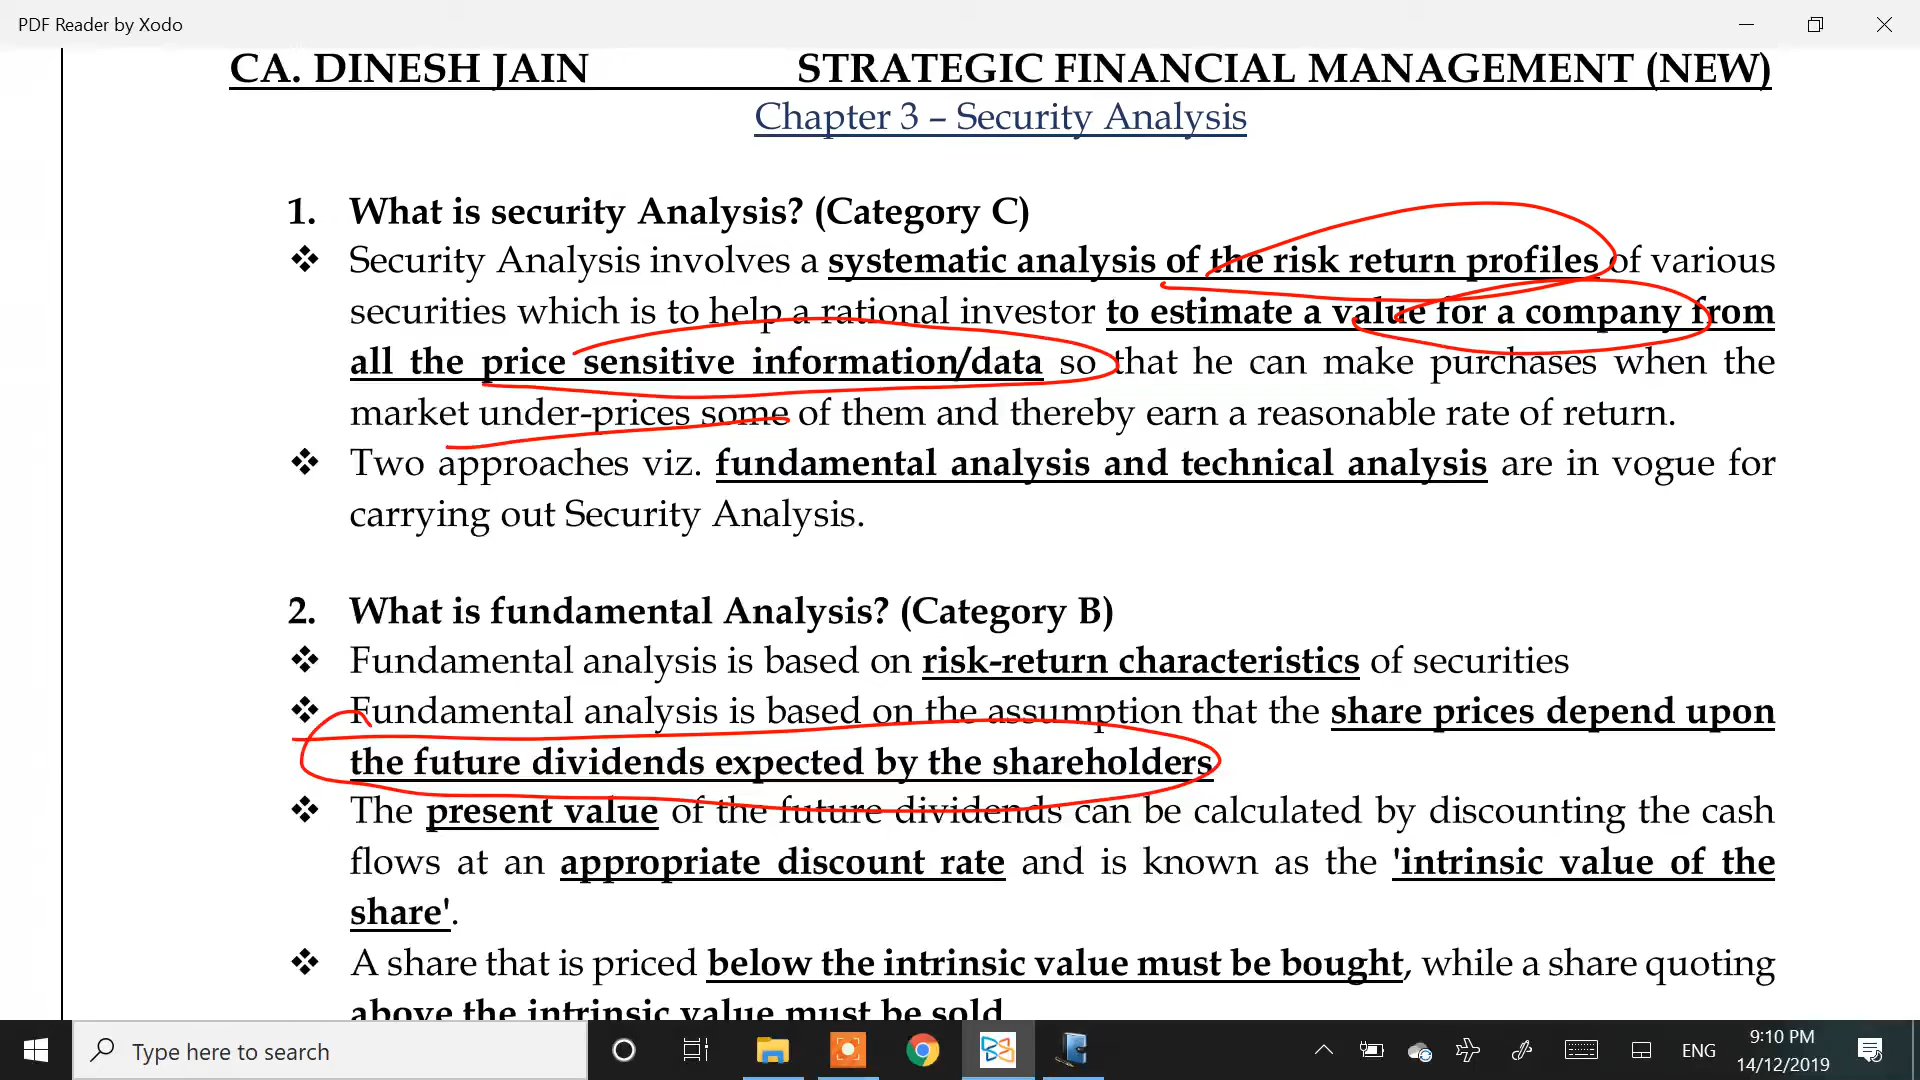 PDF Reader by Xodo
CA. DINESH JAIN STRATEGIC FINANCIAL MANAGEMENT (NEW)
Chapter 3 – Security Analysis
1. What is security Analysis? (Category C)
❖ Security Analysis involves a systematic analysis of the risk return profiles of various
securities which is to help a rational investor to estimate a value for a company from
all the price sensitive information/data so that he can make purchases when the
market under-prices some of them and thereby earn a reasonable rate of return.
❖ Two approaches viz. fundamental analysis and technical analysis are in vogue for
carrying out Security Analysis.
2. What is fundamental Analysis? (Category B)
❖ Fundamental analysis is based on risk-return characteristics of securities
❖ Fundamental analysis is based on the assumption that the share prices depend upon
the future dividends expected by the shareholders
❖ The present value of the future dividends can be calculated by discounting the cash
flows at an appropriate discount rate and is known as the 'intrinsic value of the
share'.
❖ A share that is priced below the intrinsic value must be bought, while a share quoting
above the intrinsic value must be sold
Type here to search
ENG
9:10 PM
14/12/2019